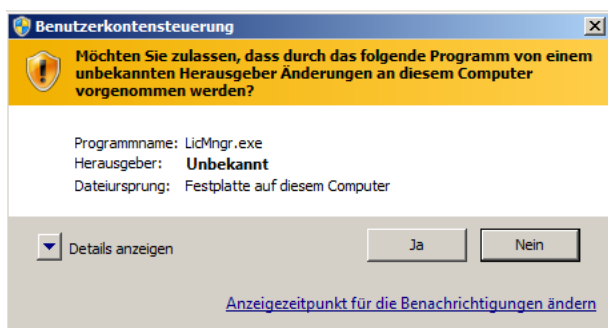 Benutzerkontensteuerung
Möchten Sie zulassen, dass durch das folgende Programm von einem
unbekannten Herausgeber Änderungen an diesem Computer
vorgenommen werden?
Programmname: LicMngr.exe
Herausgeber: Unbekannt
Dateiursprung: Festplatte auf diesem Computer
Details anzeigen
Ja
Nein
Anzeigezeitpunkt für die Benachrichtigungen ändern